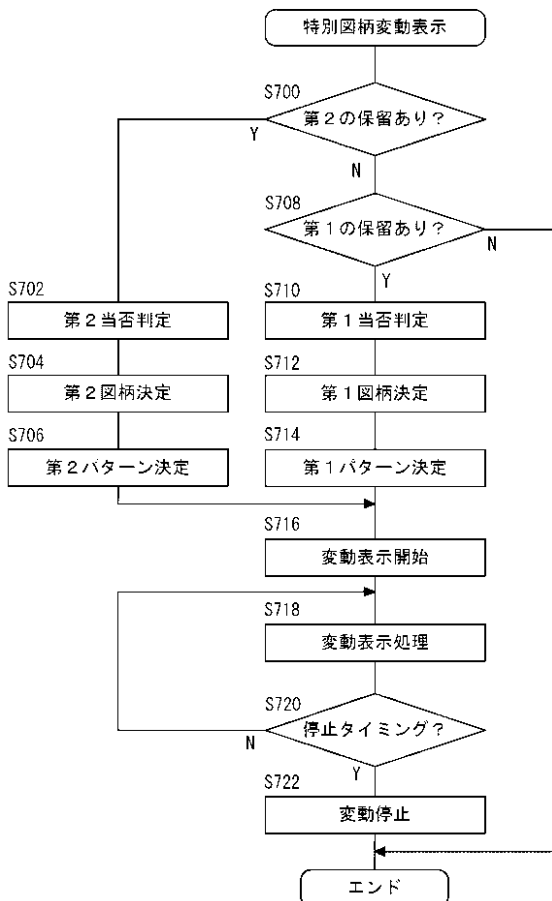 特別図柄変動表示
S700
第２の保留あり？
Y
N
S708
第１の保留あり？
N
Y
S702
第２当否判定
S710
第１当否判定
S704
第２図柄決定
S712
第１図柄決定
S706
第２パターン決定
S714
第１パターン決定
S716
変動表示開始
S718
変動表示処理
S720
停止タイミング？
N
Y
S722
変動停止
エンド